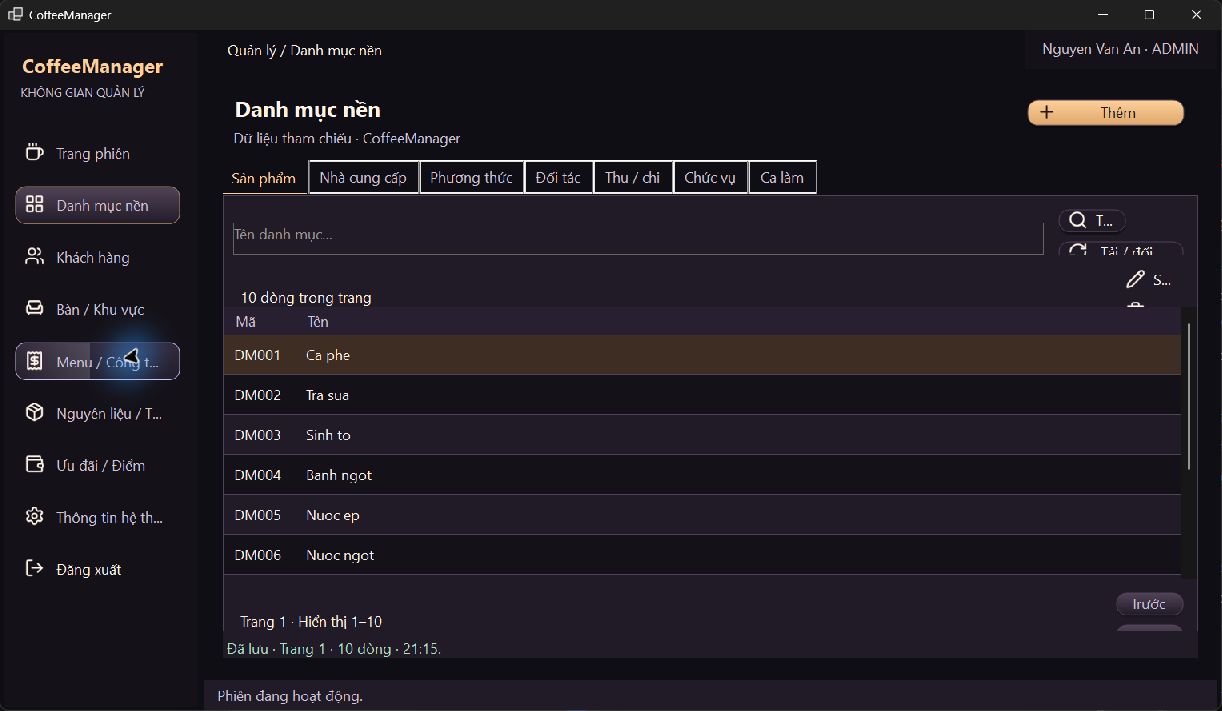 CoffeeManager
CoffeeManager
KHÔNG GIAN QUẢN LÝ
Trang phiên
Danh mục nền
Khách hàng
Bàn / Khu vực
Menu / Công t...
Nguyên liệu / T...
Ưu đãi / Điểm
Thông tin hệ th...
Đăng xuất
Quản lý / Danh mục nền
Nguyen Van An · ADMIN
Danh mục nền
Dữ liệu tham chiếu · CoffeeManager
Thêm
Sản phẩm Nhà cung cấp Phương thức Đối tác Thu / chi Chức vụ Ca làm
Tên danh mục...
T...
Tải / đổi
S...
10 dòng trong trang
Mã Tên
DM001 Ca phe
DM002 Tra sua
DM003 Sinh to
DM004 Banh ngot
DM005 Nuoc ep
DM006 Nuoc ngot
Trước
Trang 1 · Hiển thị 1–10
Đã lưu · Trang 1 · 10 dòng · 21:15.
Phiên đang hoạt động.